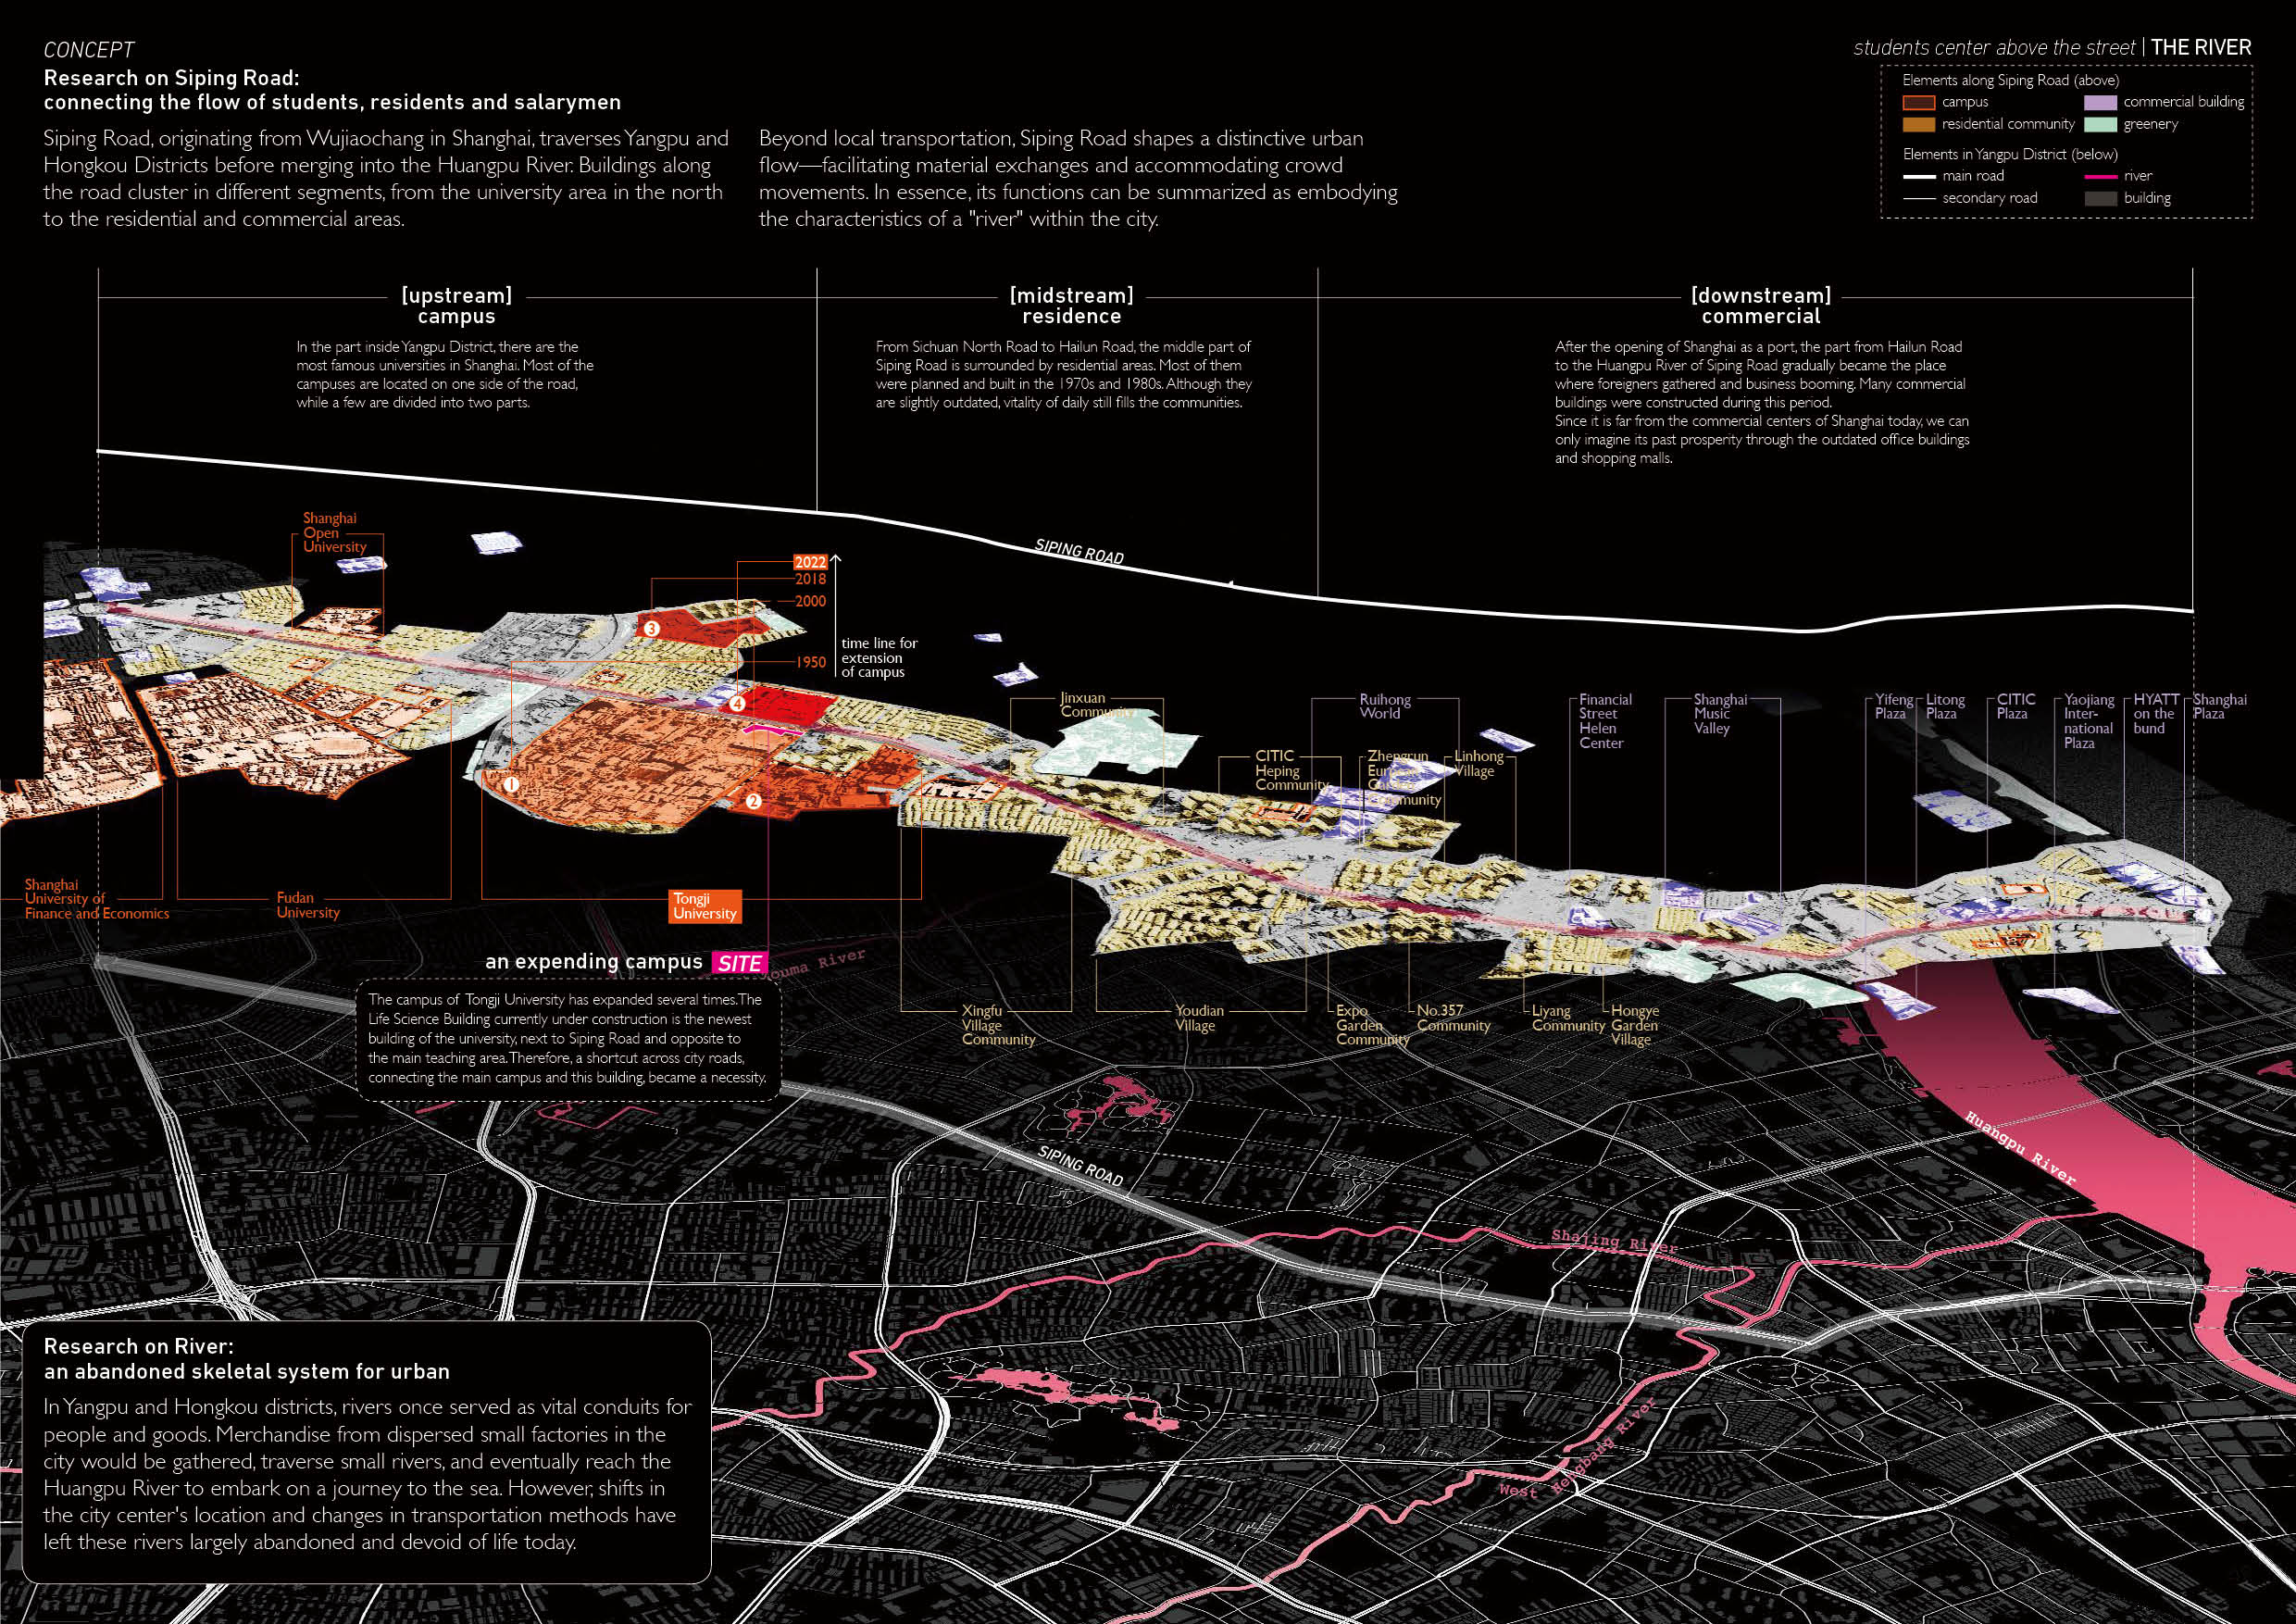 CONCEPT
Research on Siping Road:
connecting the flow of students, residents and salarymen
Siping Road, originating from Wujiaochang in Shanghai, traverses Yangpu and
Hongkou Districts before merging into the Huangpu River. Buildings along
the road cluster in different segments, from the university area in the north
to the residential and commercial areas.
Beyond local transportation, Siping Road shapes a distinctive urban
flow—facilitating material exchanges and accommodating crowd
movements. In essence, its functions can be summarized as embodying
the characteristics of a "river" within the city.
students center above the street | THE RIVER
Elements along Siping Road (above)
campus
commercial building
residential community
greenery
Elements in Yangpu District (below)
main road
river
secondary road
building
[upstream]
campus
In the part inside Yangpu District, there are the
most famous universities in Shanghai. Most of the
campuses are located on one side of the road,
while a few are divided into two parts.
[midstream]
residence
From Sichuan North Road to Hailun Road, the middle part of
Siping Road is surrounded by residential areas. Most of them
were planned and built in the 1970s and 1980s. Although they
are slightly outdated, vitality of daily still fills the communities.
[downstream]
commercial
After the opening of Shanghai as a port, the part from Hailun Road
to the Huangpu River of Siping Road gradually became the place
where foreigners gathered and business booming. Many commercial
buildings were constructed during this period.
Since it is far from the commercial centers of Shanghai today, we can
only imagine its past prosperity through the outdated office buildings
and shopping malls.
SIPING ROAD
Shanghai
Open
University
2022
2018
2000
1950
time line for
extension
of campus
3
4
1
2
Jinxuan
Community
Ruihong
World
CITIC
Heping
Community
Zhengrun
Garden
Community
Linhong
Village
Financial
Street
Helen
Center
Shanghai
Music
Valley
Yifeng
Plaza
Litong
Plaza
CITIC
Plaza
Yaojiang
Inter-
national
Plaza
HYATT
on the
bund
Shanghai
Plaza
Shanghai
University of
Finance and Economics
Fudan
University
Tongji
University
an expending campus SITE
River
The campus of Tongji University has expanded several times. The
Life Science Building currently under construction is the newest
building of the university, next to Siping Road and opposite to
the main teaching area. Therefore, a shortcut across city roads,
connecting the main campus and this building, became a necessity.
Xingfu
Village
Community
Youdian
Village
Expo
Garden
Community
No.357
Community
Liyang
Community
Hongye
Garden
Village
SIPING ROAD
Huangpu River
Shajing River
West Hengbang River
Research on River:
an abandoned skeletal system for urban
In Yangpu and Hongkou districts, rivers once served as vital conduits for
people and goods. Merchandise from dispersed small factories in the
city would be gathered, traverse small rivers, and eventually reach the
Huangpu River to embark on a journey to the sea. However, shifts in
the city center's location and changes in transportation methods have
left these rivers largely abandoned and devoid of life today.